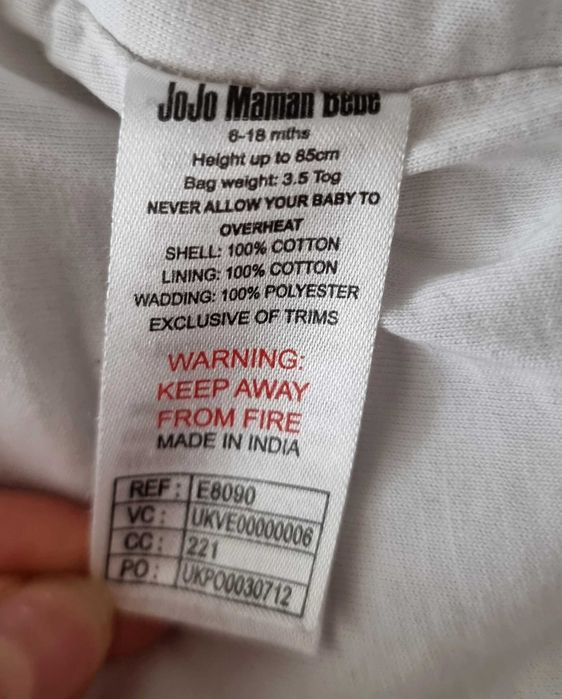 JoJo Maman Bebe
6-18 mths
Height up to 85cm
Bag weight: 3.5 Tog
NEVER ALLOW YOUR BABY TO
OVERHEAT
SHELL: 100% COTTON
LINING: 100% COTTON
WADDING: 100% POLYESTER
EXCLUSIVE OF TRIMS
WARNING:
KEEP AWAY
FROM FIRE
MADE IN INDIA
REF: E8090
VC: UKVE00000006
CC: 221
PO: UKPO0030712